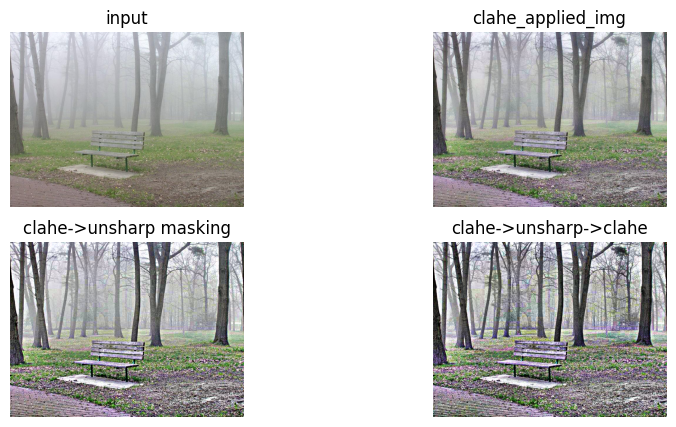 input
clahe_applied_img
clahe->unsharp masking
clahe->unsharp->clahe